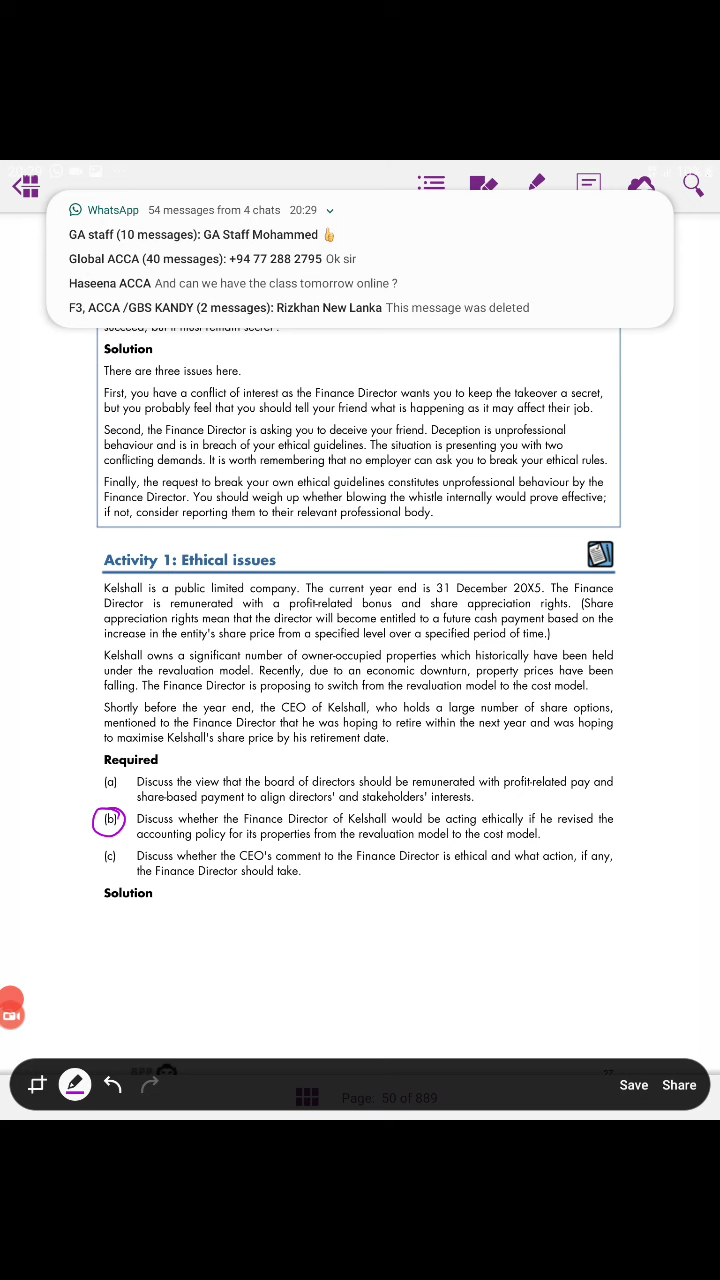 WhatsApp 54 messages from 4 chats 20:29
GA staff (10 messages): GA Staff Mohammed 👍
Global ACCA (40 messages): +94 77 288 2795 Ok sir
Haseena ACCA And can we have the class tomorrow online ?
F3, ACCA /GBS KANDY (2 messages): Rizkhan New Lanka This message was deleted
Solution
There are three issues here.
First, you have a conflict of interest as the Finance Director wants you to keep the takeover a secret,
but you probably feel that you should tell your friend what is happening as it may affect their job.
Second, the Finance Director is asking you to deceive your friend. Deception is unprofessional
behaviour and is in breach of your ethical guidelines. The situation is presenting you with two
conflicting demands. It is worth remembering that no employer can ask you to break your ethical rules.
Finally, the request to break your own ethical guidelines constitutes unprofessional behaviour by the
Finance Director. You should weigh up whether blowing the whistle internally would prove effective;
if not, consider reporting them to their relevant professional body.
Activity 1: Ethical issues
Kelshall is a public limited company. The current year end is 31 December 20X5. The Finance
Director is remunerated with a profit-related bonus and share appreciation rights. (Share
appreciation rights mean that the director will become entitled to a future cash payment based on the
increase in the entity's share price from a specified level over a specified period of time.)
Kelshall owns a significant number of owner-occupied properties which historically have been held
under the revaluation model. Recently, due to an economic downturn, property prices have been
falling. The Finance Director is proposing to switch from the revaluation model to the cost model.
Shortly before the year end, the CEO of Kelshall, who holds a large number of share options,
mentioned to the Finance Director that he was hoping to retire within the next year and was hoping
to maximise Kelshall's share price by his retirement date.
Required
(a) Discuss the view that the board of directors should be remunerated with profit-related pay and
share-based payment to align directors' and stakeholders' interests.
(b) Discuss whether the Finance Director of Kelshall would be acting ethically if he revised the
accounting policy for its properties from the revaluation model to the cost model.
(c) Discuss whether the CEO's comment to the Finance Director is ethical and what action, if any,
the Finance Director should take.
Solution
Save Share
Page: 50 of 889